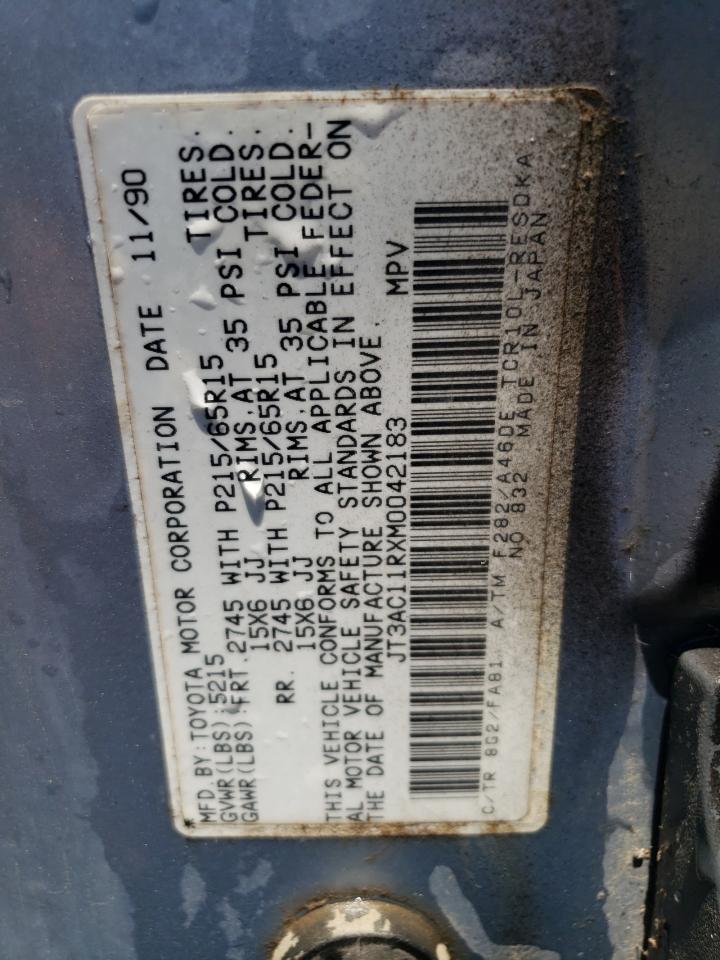 MFD. BY: TOYOTA MOTOR CORPORATION DATE 11/90
GVWR(LBS):5215
GAWR(LBS):FRT.2745 WITH P215/65R15 TIRES.
15X6 JJ RIMS,AT 35 PSI COLD.
RR. 2745 WITH P215/65R15 TIRES.
15X6 JJ RIMS,AT 35 PSI COLD.
THIS VEHICLE CONFORMS TO ALL APPLICABLE FEDER-
AL MOTOR VEHICLE SAFETY STANDARDS IN EFFECT ON
THE DATE OF MANUFACTURE SHOWN ABOVE.
JT3AC11RXM0042183 MPV
C/TR 8G2/FA81. A/TM F282/A46DE TCR10L-RESDKA
NO 832 MADE IN JAPAN